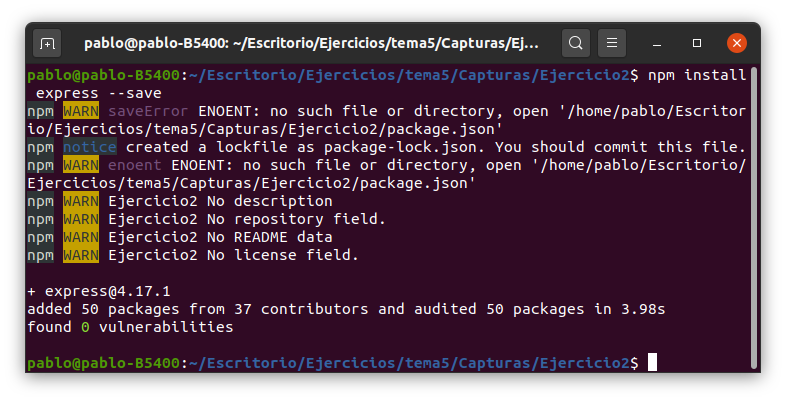 pablo@pablo-B5400: ~/Escritorio/Ejercicios/tema5/Capturas/Ej...
pablo@pablo-B5400:~/Escritorio/Ejercicios/tema5/Capturas/Ejercicio2$ npm install
 express --save
npm WARN saveError ENOENT: no such file or directory, open '/home/pablo/Escritor
io/Ejercicios/tema5/Capturas/Ejercicio2/package.json'
npm notice created a lockfile as package-lock.json. You should commit this file.
npm WARN enoent ENOENT: no such file or directory, open '/home/pablo/Escritorio/
Ejercicios/tema5/Capturas/Ejercicio2/package.json'
npm WARN Ejercicio2 No description
npm WARN Ejercicio2 No repository field.
npm WARN Ejercicio2 No README data
npm WARN Ejercicio2 No license field.
+ express@4.17.1
added 50 packages from 37 contributors and audited 50 packages in 3.98s
found 0 vulnerabilities
pablo@pablo-B5400:~/Escritorio/Ejercicios/tema5/Capturas/Ejercicio2$